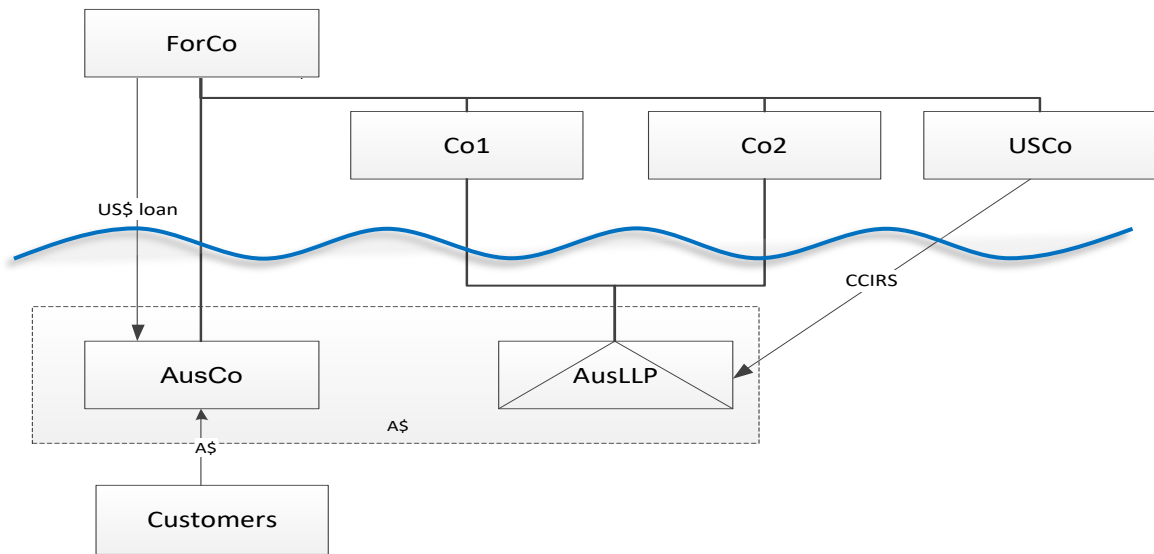 ForCo
Co1
Co2
USCo
US$ loan
CCIRS
AusCo
AusLLP
A$
A$
Customers